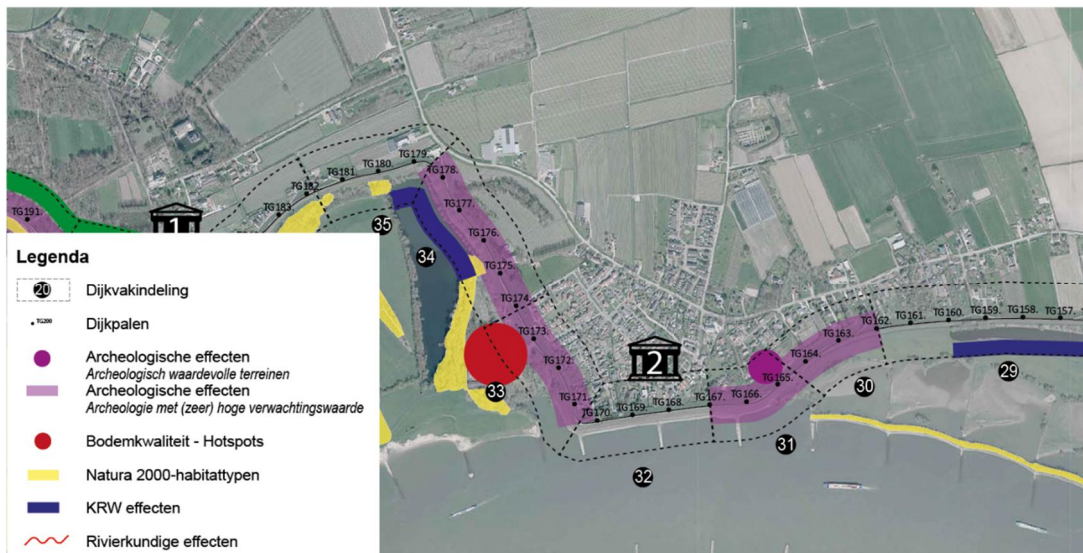 TG179.
TG180.
TG178.
TG181.
TG182.
TG183.
TG177.
TG191.
1
35
34
TG176.
TG175.
TG174.
TG173.
TG172.
TG171.
33
TG170.
TG169.
TG168.
TG167.
TG166.
TG165.
TG164.
TG163.
TG162.
TG161.
TG160.
TG159.
TG158.
TG157.
2
32
31
30
29
Legenda
20 Dijkvakindeling
TG200 Dijkpalen
Archeologische effecten
Archeologisch waardevolle terreinen
Archeologische effecten
Archeologie met (zeer) hoge verwachtingswaarde
Bodemkwaliteit - Hotspots
Natura 2000-habitattypen
KRW effecten
Rivierkundige effecten